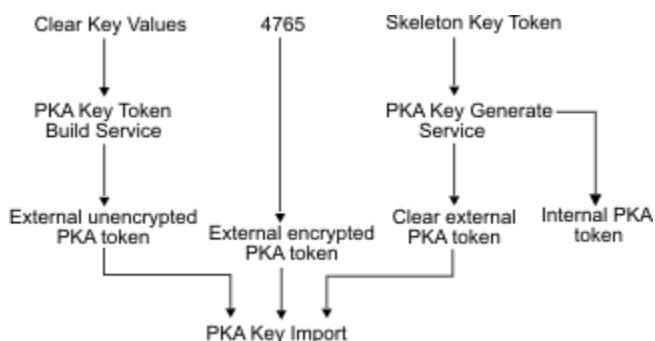 Clear Key Values
4765
Skeleton Key Token
PKA Key Token
Build Service
PKA Key Generate
Service
External unencrypted
PKA token
External encrypted
PKA token
Clear external
PKA token
Internal PKA
token
PKA Key Import